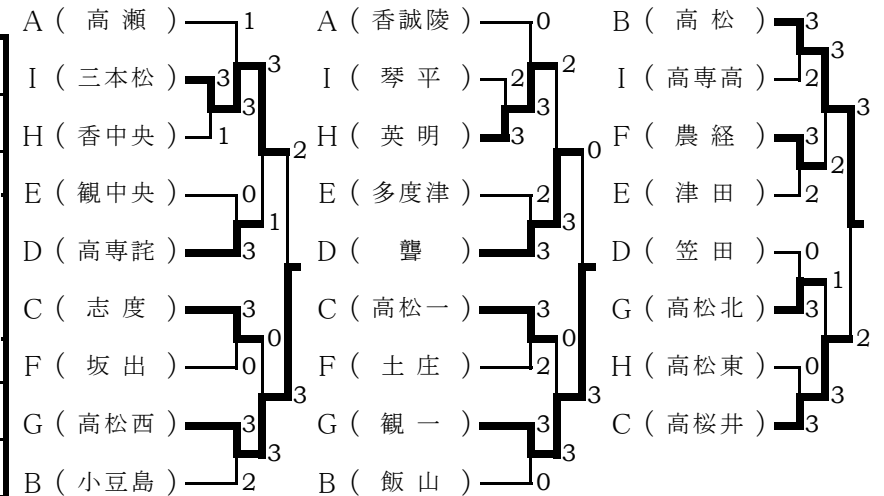 A ( 高 瀬 ) 1
I ( 三本松 ) 3 3
3
H ( 香中央 ) 1
2
E ( 観中央 ) 0
1
D ( 高専詫 ) 3
C ( 志 度 ) 3
0
F ( 坂 出 ) 0
3
G ( 高松西 ) 3
3
B ( 小豆島 ) 2
A ( 香誠陵 ) 0
2
I ( 琴 平 ) 2
3
H ( 英 明 ) 3
0
E ( 多度津 ) 2
3
D ( 聾 ) 3
C ( 高松一 ) 3
0
F ( 土 庄 ) 2
3
G ( 観 一 ) 3
3
B ( 飯 山 ) 0
B ( 高 松 ) 3
3
I ( 高専高 ) 2
3
F ( 農 経 ) 3
2
E ( 津 田 ) 2
D ( 笠 田 ) 0
1
G ( 高松北 ) 3
2
H ( 高松東 ) 0
3
C ( 高桜井 ) 3